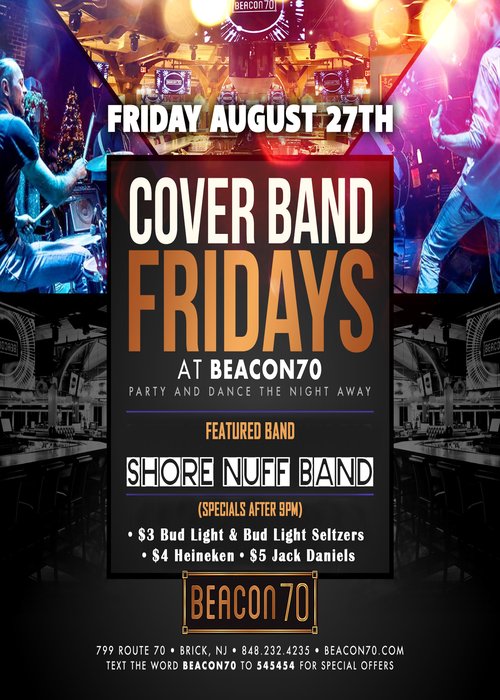 BEACON70
FRIDAY AUGUST 27TH
COVER BAND
FRIDAYS
AT BEACON70
PARTY AND DANCE THE NIGHT AWAY
FEATURED BAND
SHORE NUFF BAND
(SPECIALS AFTER 9PM)
• $3 Bud Light & Bud Light Seltzers
• $4 Heineken • $5 Jack Daniels
BEACON 70
799 ROUTE 70 • BRICK, NJ • 848.232.4235 • BEACON70.COM
TEXT THE WORD BEACON70 TO 545454 FOR SPECIAL OFFERS